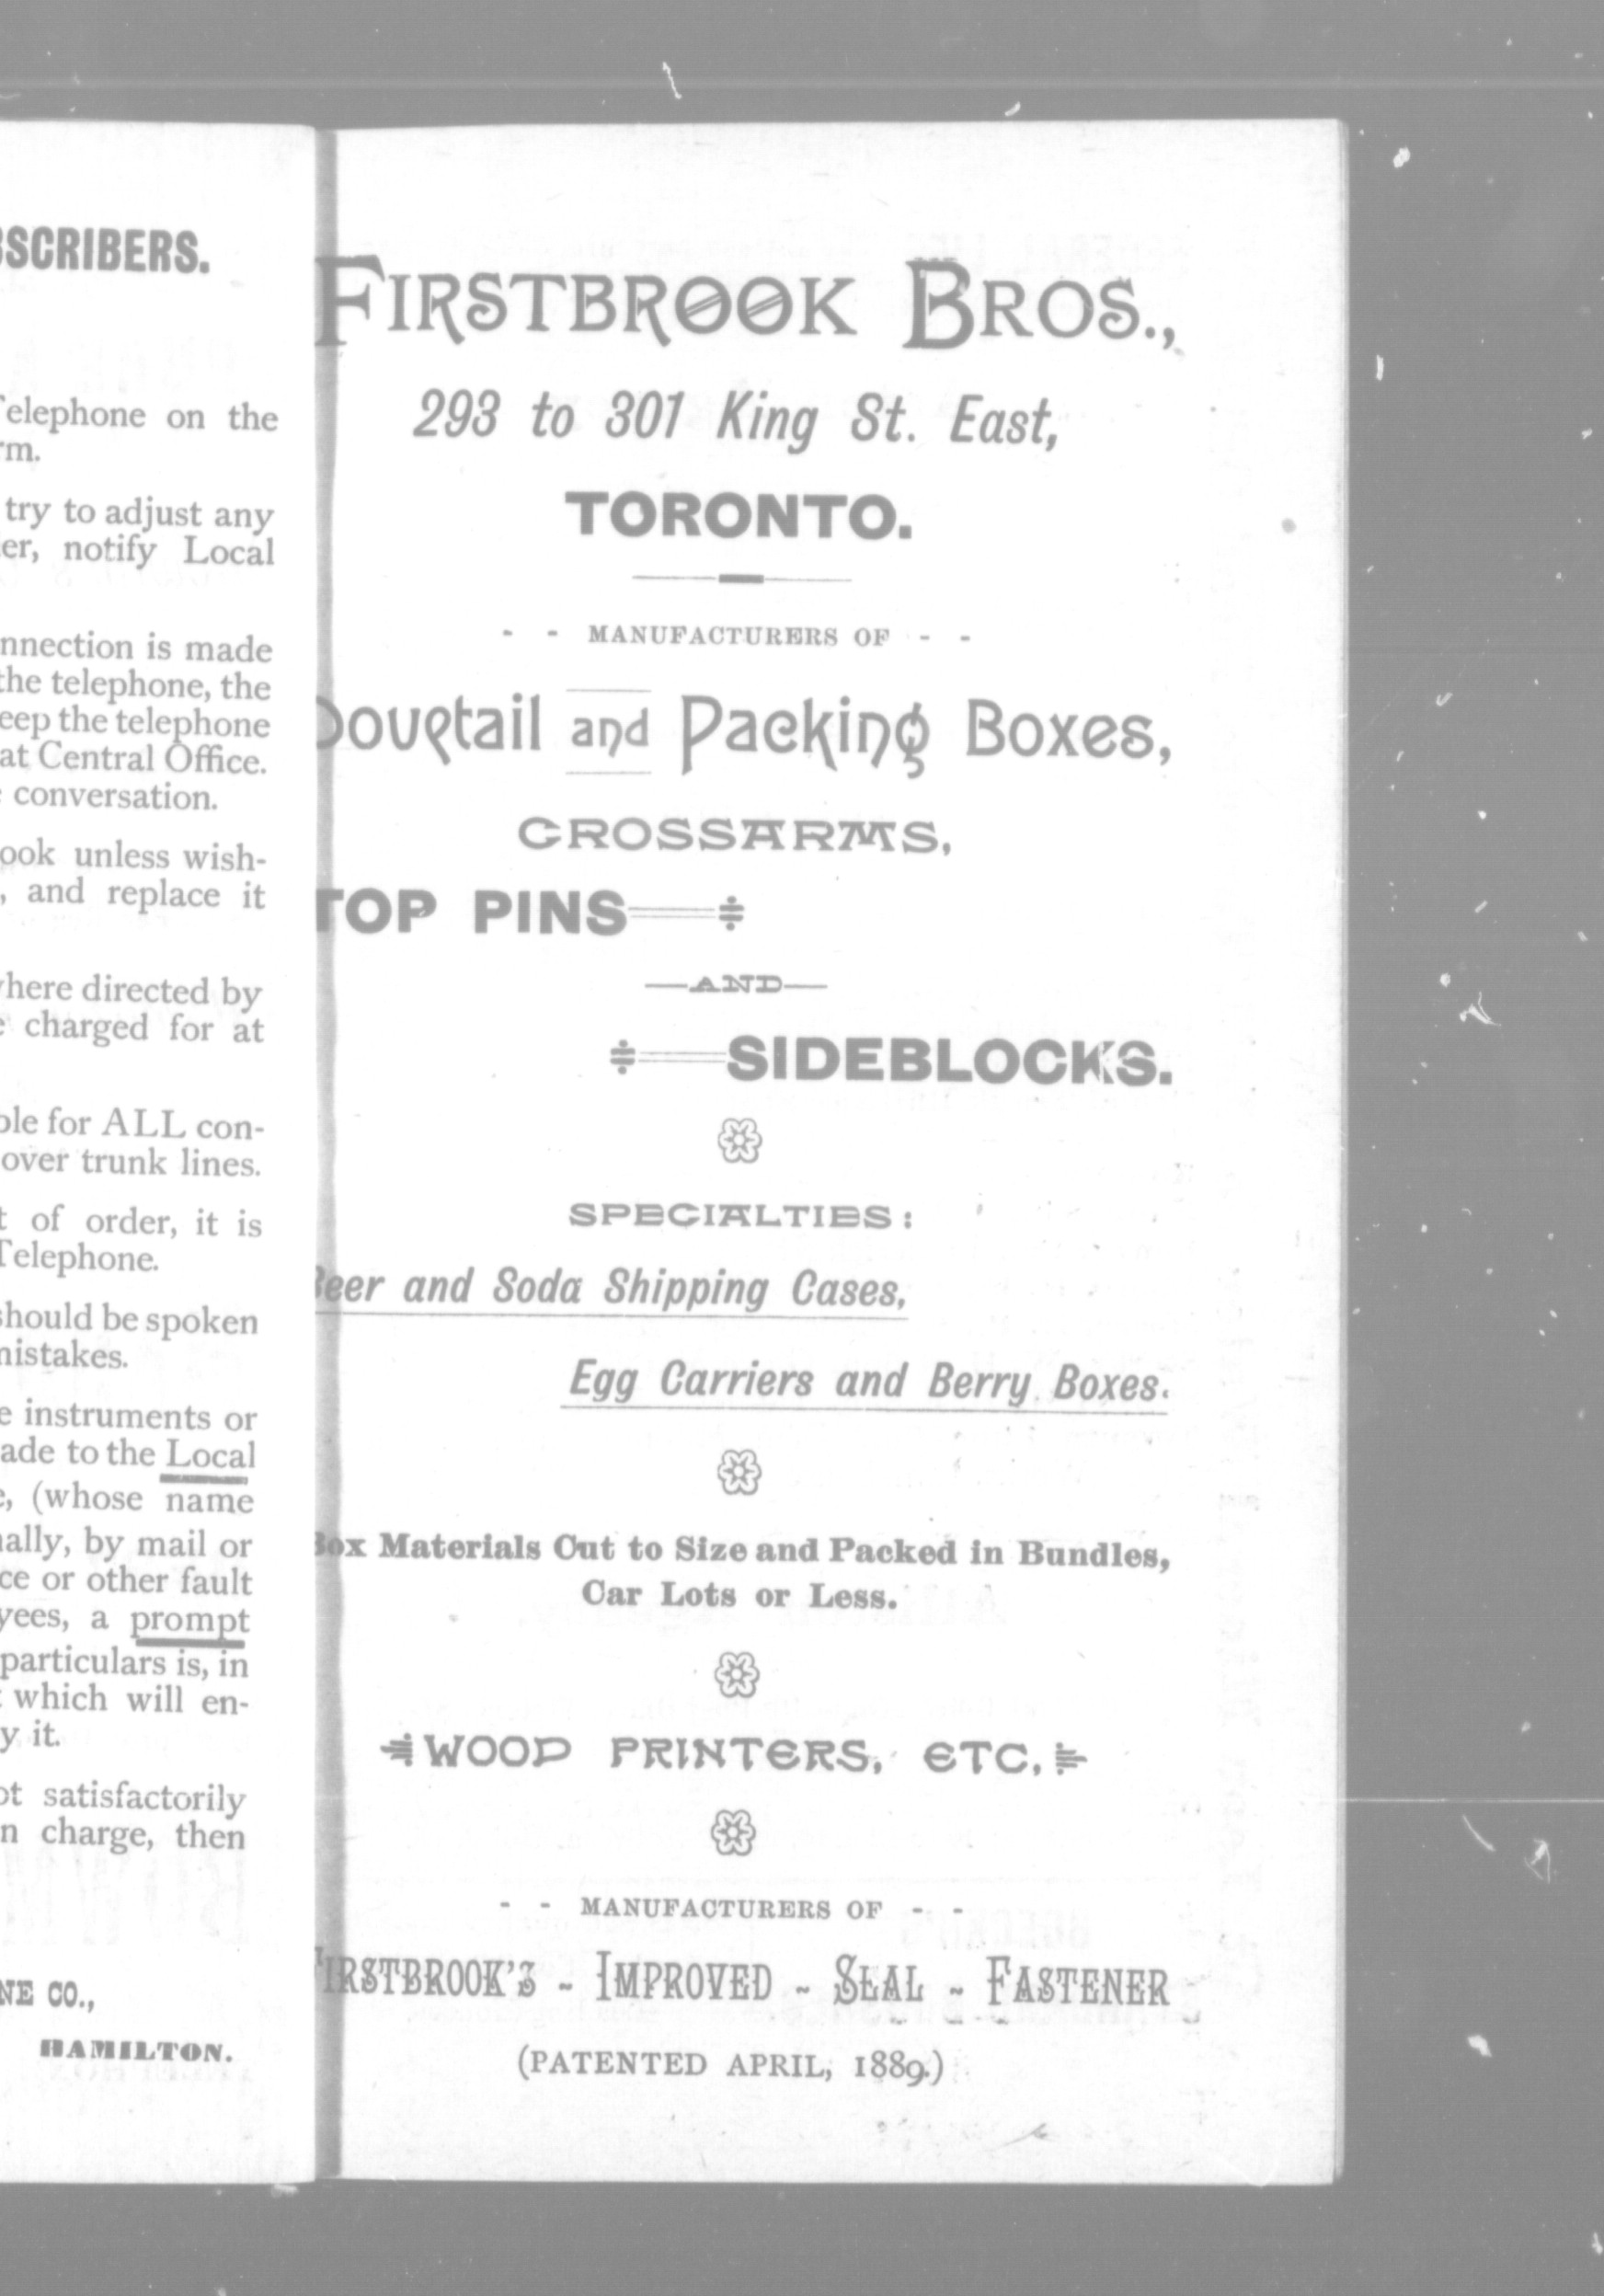 BSCRIBERS.
Telephone on the
rm.
try to adjust any
er, notify Local
nnection is made
the telephone, the
eep the telephone
at Central Office.
conversation.
ook unless wish-
, and replace it
where directed by
e charged for at
ble for ALL con-
over trunk lines.
t of order, it is
Telephone.
should be spoken
mistakes.
e instruments or
ade to the Local
e, (whose name
nally, by mail or
ce or other fault
yees, a prompt
particulars is, in
t which will en-
y it.
ot satisfactorily
n charge, then
NE CO.,
HAMILTON.
FIRSTBROOK BROS.,
293 to 301 King St. East,
TORONTO.
- - MANUFACTURERS OF - -
Dovetail and Packing Boxes,
CROSSARMS,
TOP PINS
—AND—
SIDEBLOCKS.
SPECIALTIES:
Beer and Soda Shipping Cases,
Egg Carriers and Berry Boxes.
Box Materials Cut to Size and Packed in Bundles,
Car Lots or Less.
WOOD PRINTERS, ETC.
- - MANUFACTURERS OF - -
FIRSTBROOK'S - IMPROVED - SEAL - FASTENER
(PATENTED APRIL, 1889.)